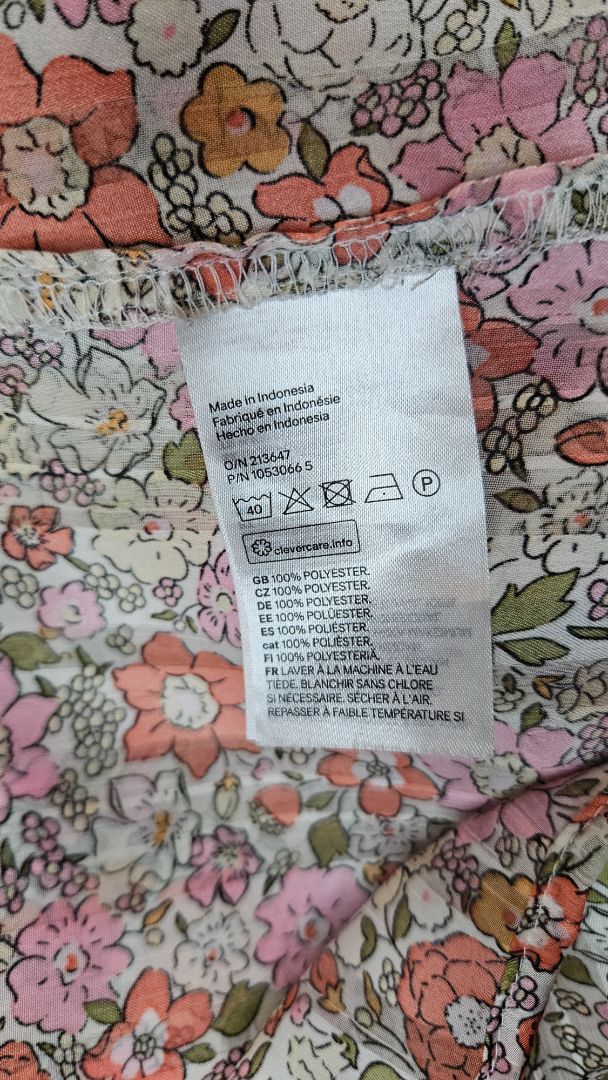 Made in Indonesia
Fabriqué en Indonésie
Hecho en Indonesia
O/N 213647
P/N 1053066 5
40
P
clevercare.info
GB 100% POLYESTER.
CZ 100% POLYESTER.
DE 100% POLYESTER.
EE 100% POLÜESTER.
ES 100% POLIÉSTER.
cat 100% POLIÈSTER.
FI 100% POLYESTERIÄ.
FR LAVER À LA MACHINE À L'EAU
TIÈDE. BLANCHIR SANS CHLORE
SI NÉCESSAIRE. SÉCHER À L'AIR.
REPASSER À FAIBLE TEMPÉRATURE SI